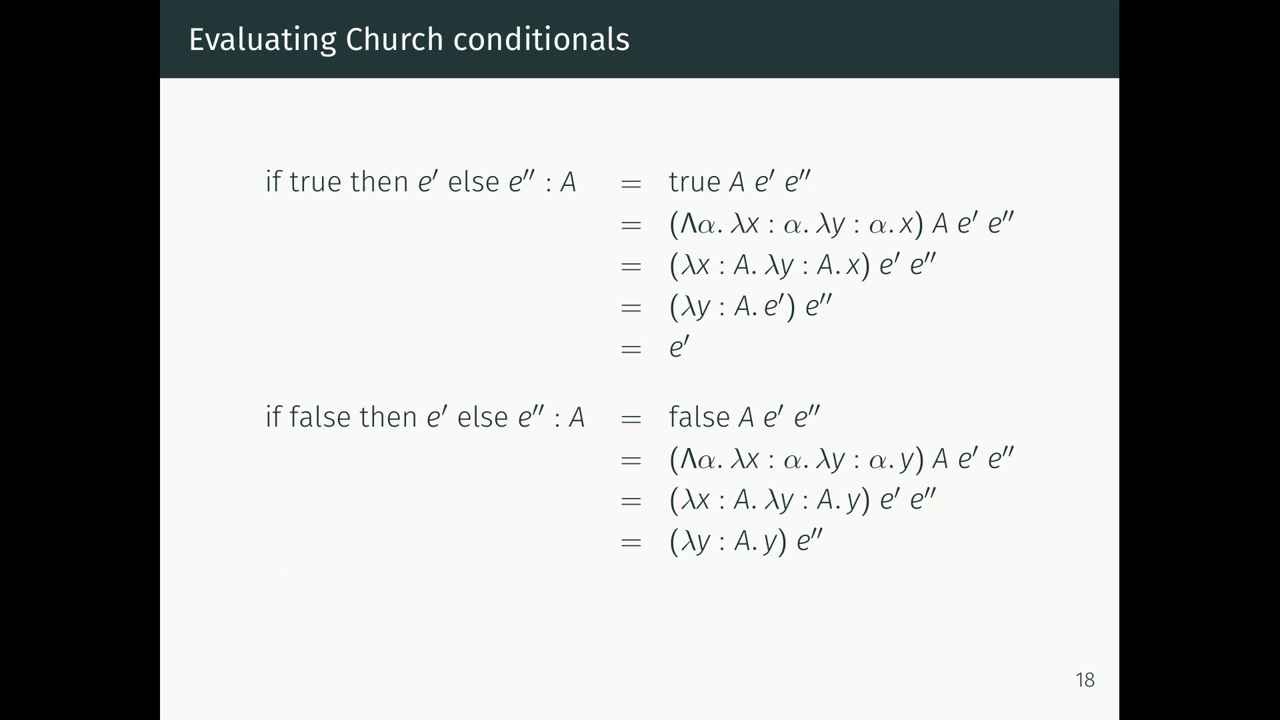 Evaluating Church conditionals
if true then e′ else e″ : A = true A e′ e″
= (Λα. λx : α. λy : α. x) A e′ e″
= (λx : A. λy : A. x) e′ e″
= (λy : A. e′) e″
= e′
if false then e′ else e″ : A = false A e′ e″
= (Λα. λx : α. λy : α. y) A e′ e″
= (λx : A. λy : A. y) e′ e″
= (λy : A. y) e″
18